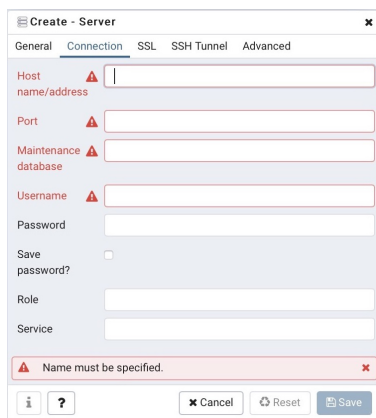 Create - Server
General Connection SSL SSH Tunnel Advanced
Host
name/address
Port
Maintenance
database
Username
Password
Save
password?
Role
Service
Name must be specified.
i ? Cancel Reset Save